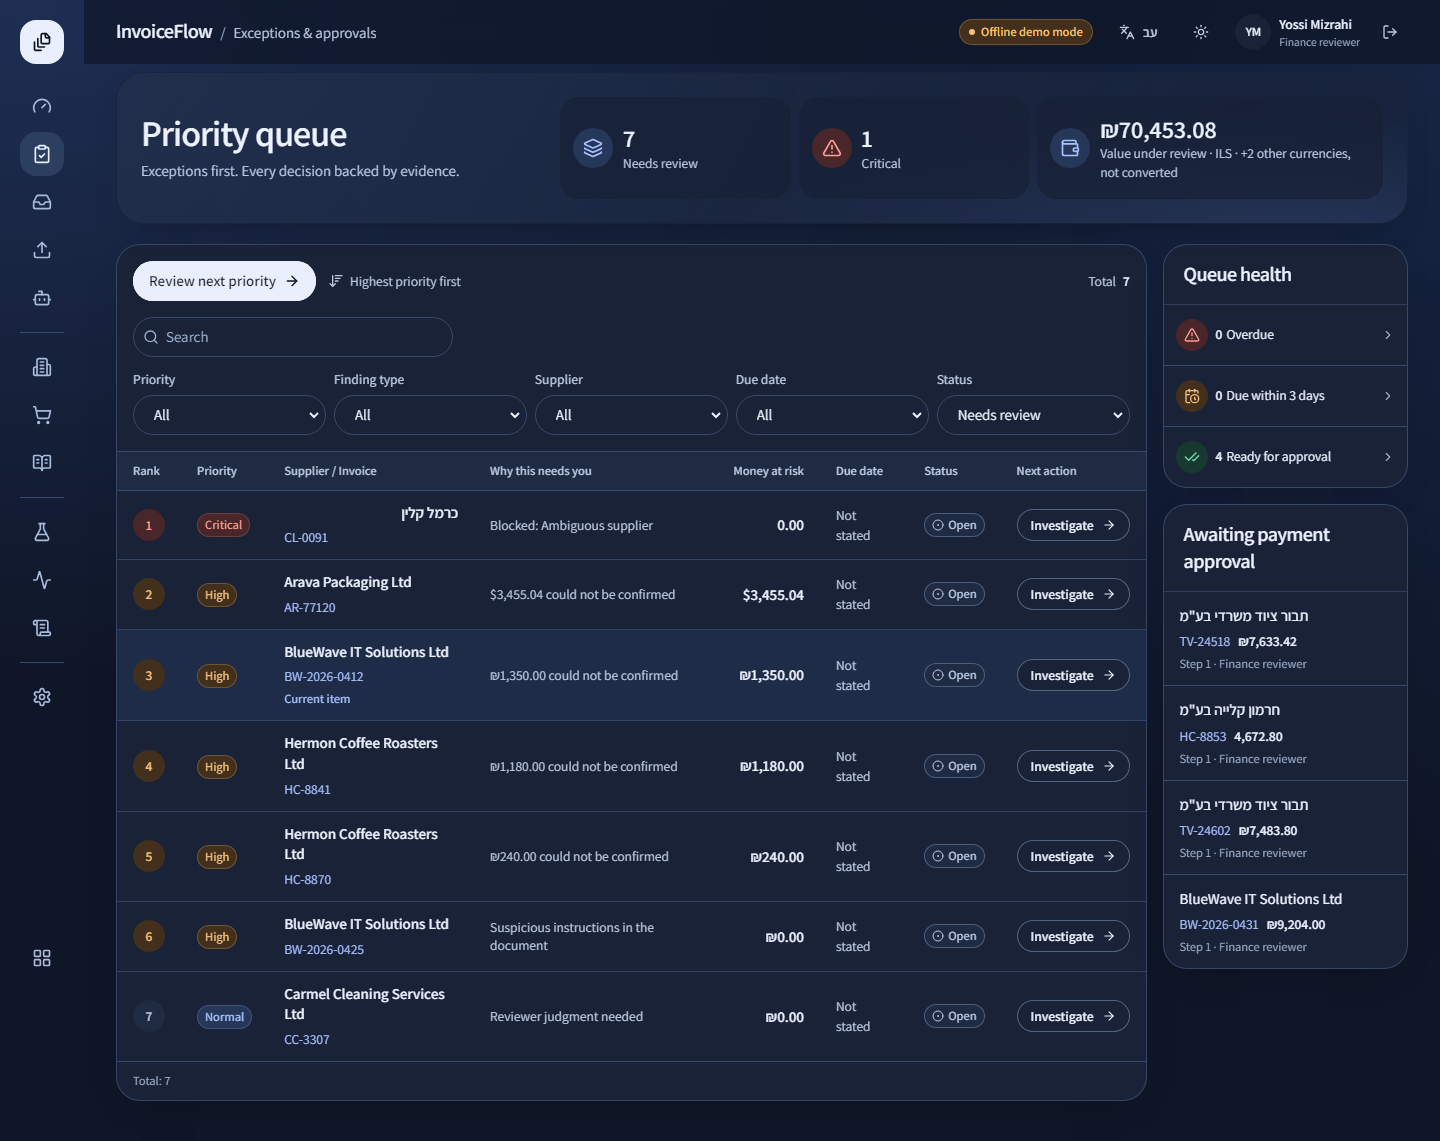 InvoiceFlow / Exceptions & approvals
Offline demo mode
עב
YM
Yossi Mizrahi
Finance reviewer
Priority queue
Exceptions first. Every decision backed by evidence.
7
Needs review
1
Critical
₪70,453.08
Value under review · ILS · +2 other currencies,
not converted
Review next priority
Highest priority first
Total 7
Search
Priority
Finding type
Supplier
Due date
Status
All
All
All
All
Needs review
Rank Priority Supplier / Invoice Why this needs you Money at risk Due date Status Next action
1
Critical
כרמל קלין
CL-0091
Blocked: Ambiguous supplier
0.00
Not
stated
Open
Investigate
2
High
Arava Packaging Ltd
AR-77120
$3,455.04 could not be confirmed
$3,455.04
Not
stated
Open
Investigate
3
High
BlueWave IT Solutions Ltd
BW-2026-0412
Current item
₪1,350.00 could not be confirmed
₪1,350.00
Not
stated
Open
Investigate
4
High
Hermon Coffee Roasters
Ltd
HC-8841
₪1,180.00 could not be confirmed
₪1,180.00
Not
stated
Open
Investigate
5
High
Hermon Coffee Roasters
Ltd
HC-8870
₪240.00 could not be confirmed
₪240.00
Not
stated
Open
Investigate
6
High
BlueWave IT Solutions Ltd
BW-2026-0425
Suspicious instructions in the
document
₪0.00
Not
stated
Open
Investigate
7
Normal
Carmel Cleaning Services
Ltd
CC-3307
Reviewer judgment needed
₪0.00
Not
stated
Open
Investigate
Total: 7
Queue health
0 Overdue
0 Due within 3 days
4 Ready for approval
Awaiting payment
approval
תבור ציוד משרדי בע"מ
TV-24518 ₪7,633.42
Step 1 · Finance reviewer
חרמון קלייה בע"מ
HC-8853 4,672.80
Step 1 · Finance reviewer
תבור ציוד משרדי בע"מ
TV-24602 ₪7,483.80
Step 1 · Finance reviewer
BlueWave IT Solutions Ltd
BW-2026-0431 ₪9,204.00
Step 1 · Finance reviewer